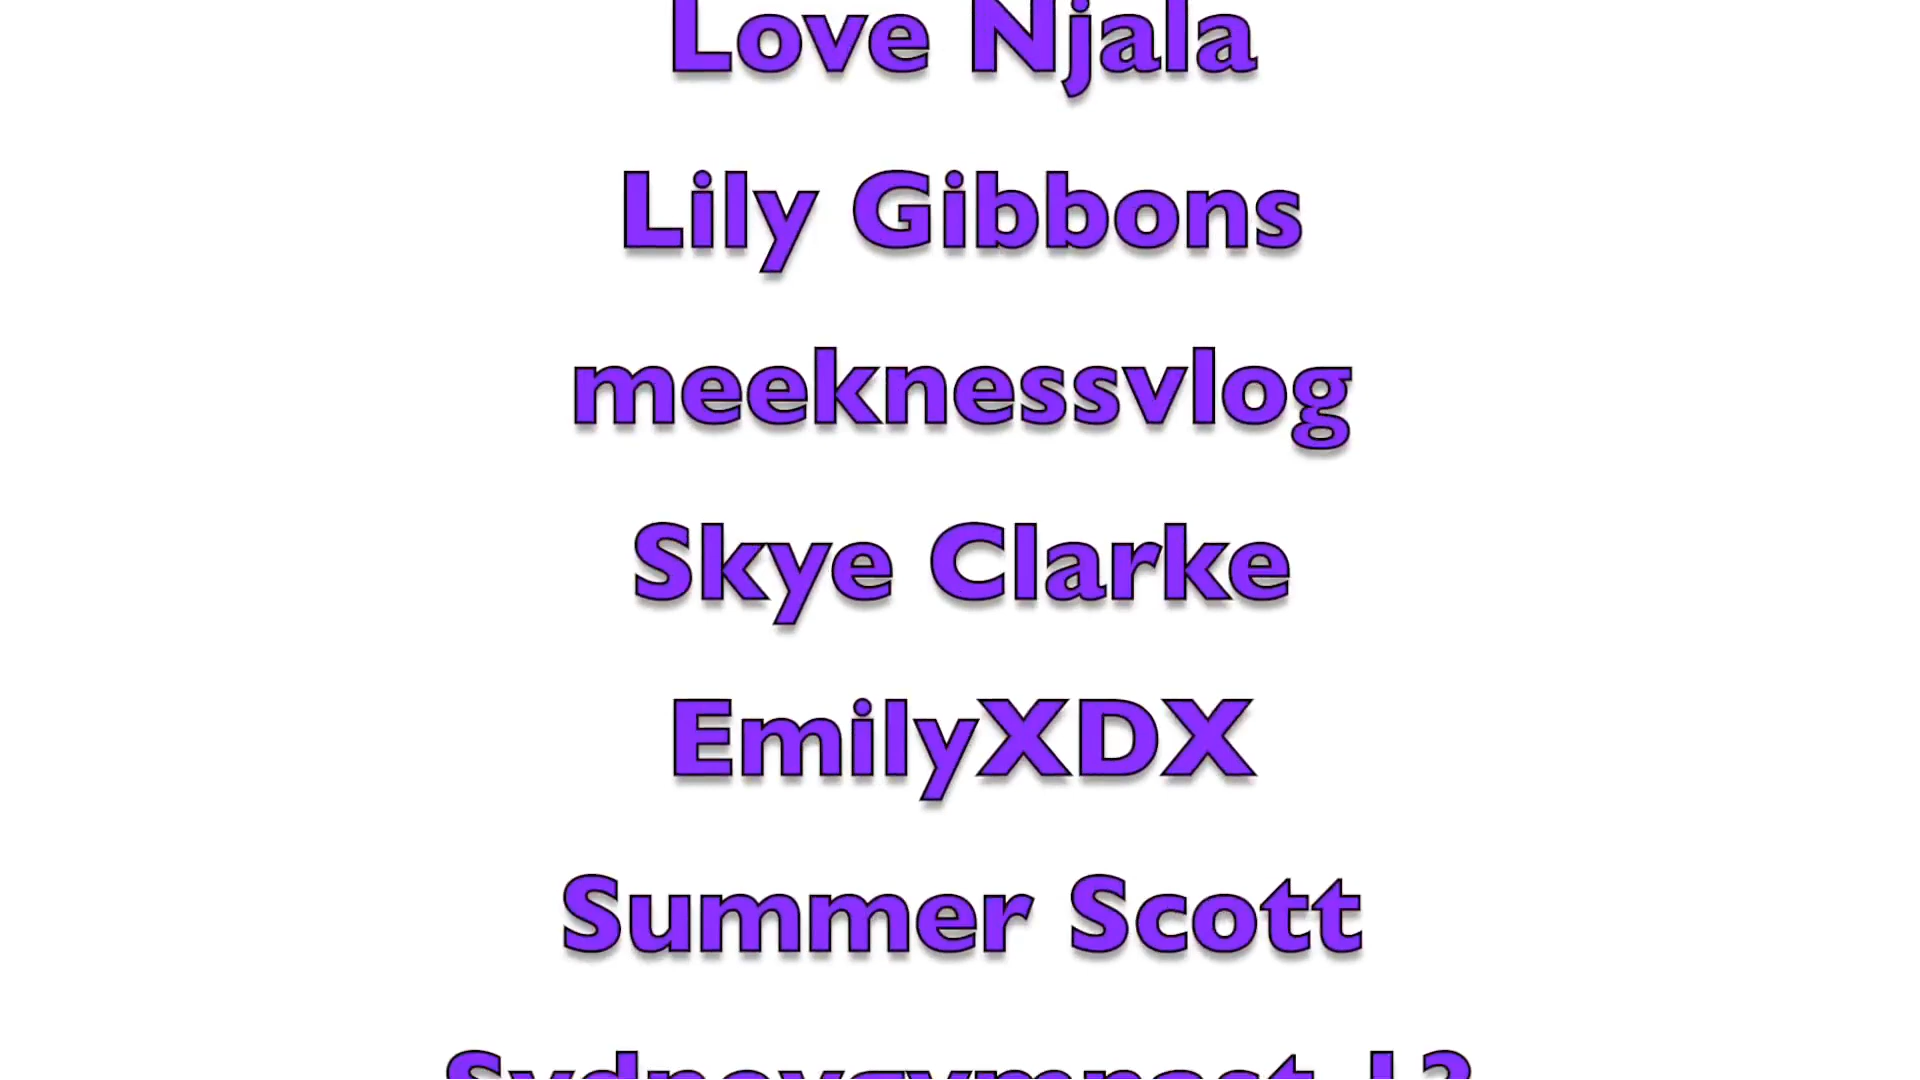 Love Njala
Lily Gibbons
meeknessvlog
Skye Clarke
EmilyXDX
Summer Scott